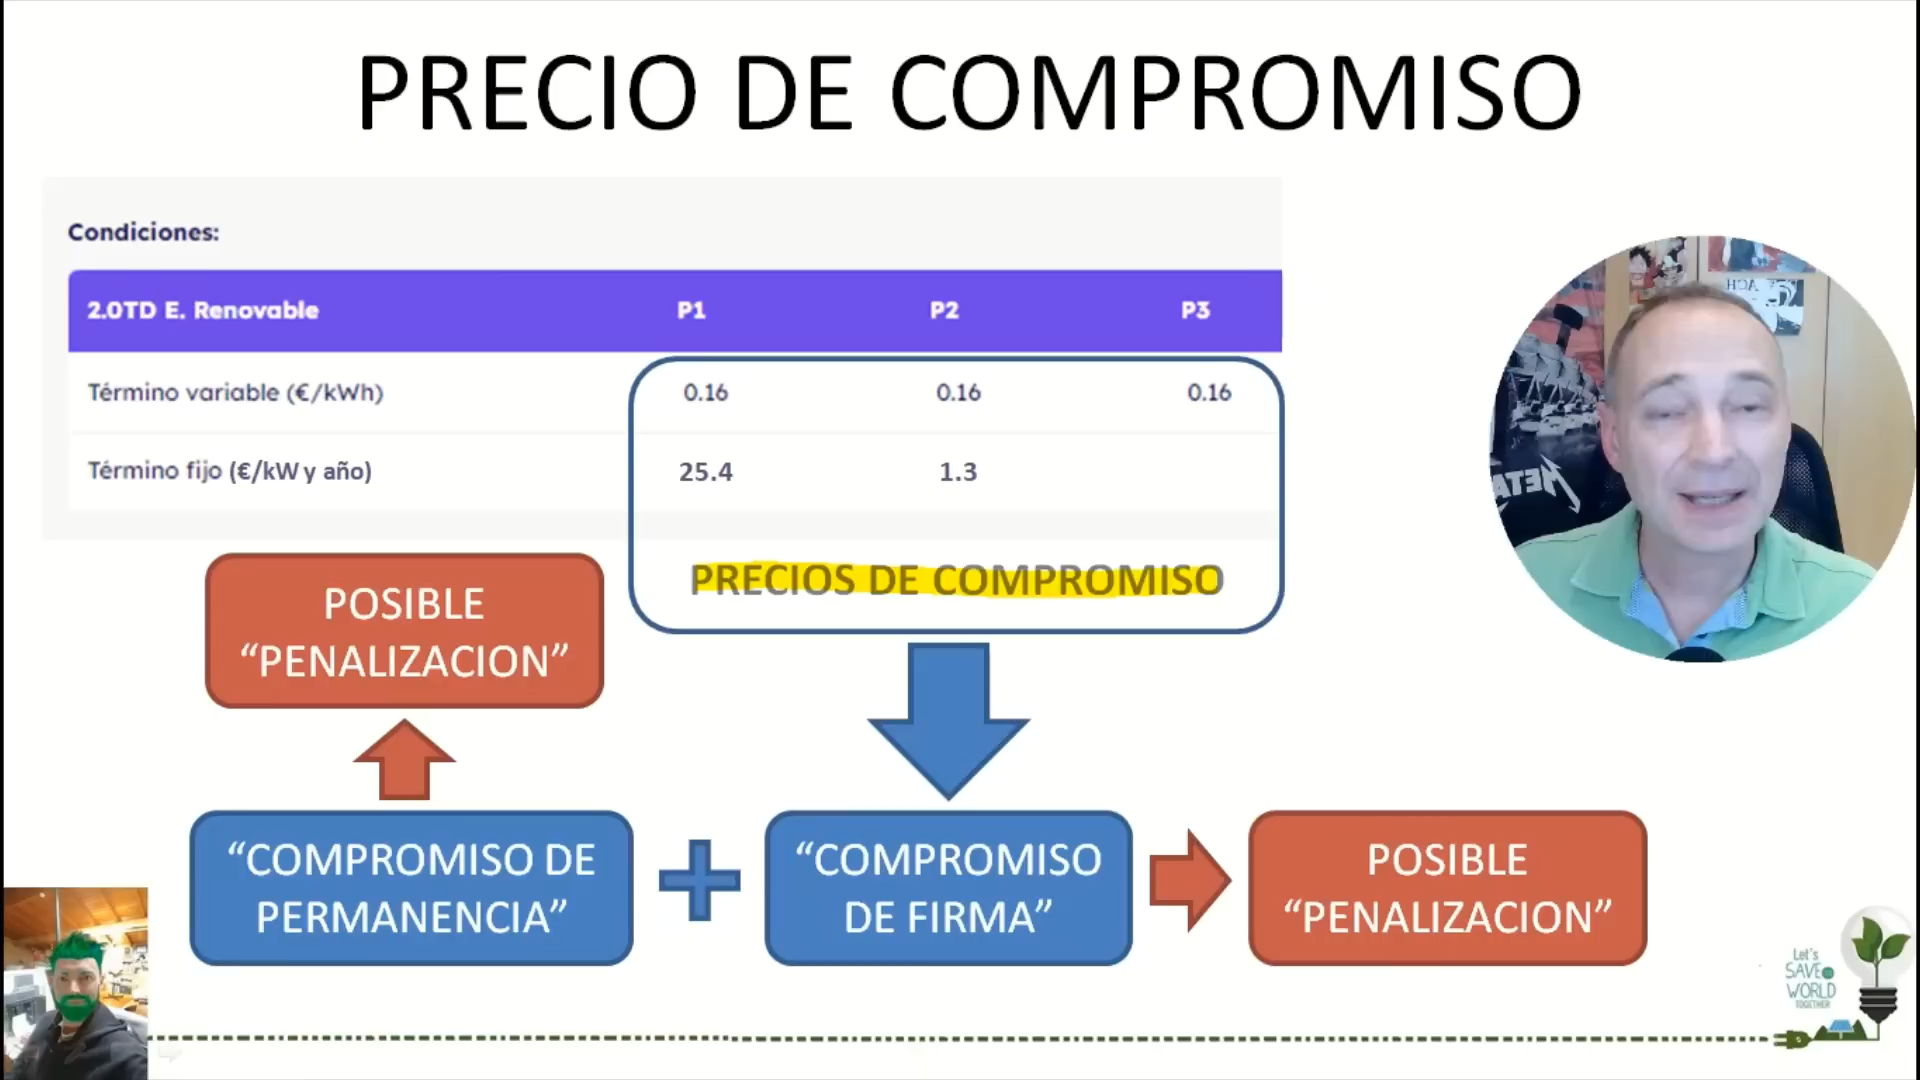 PRECIO DE COMPROMISO
Condiciones:
2.0TD E. Renovable P1 P2 P3
Término variable (€/kWh) 0.16 0.16 0.16
Término fijo (€/kW y año) 25.4 1.3
PRECIOS DE COMPROMISO
POSIBLE
“PENALIZACION”
“COMPROMISO DE
PERMANENCIA”
“COMPROMISO
DE FIRMA”
POSIBLE
“PENALIZACION”
Let's
SAVE
WORLD
TOGETHER